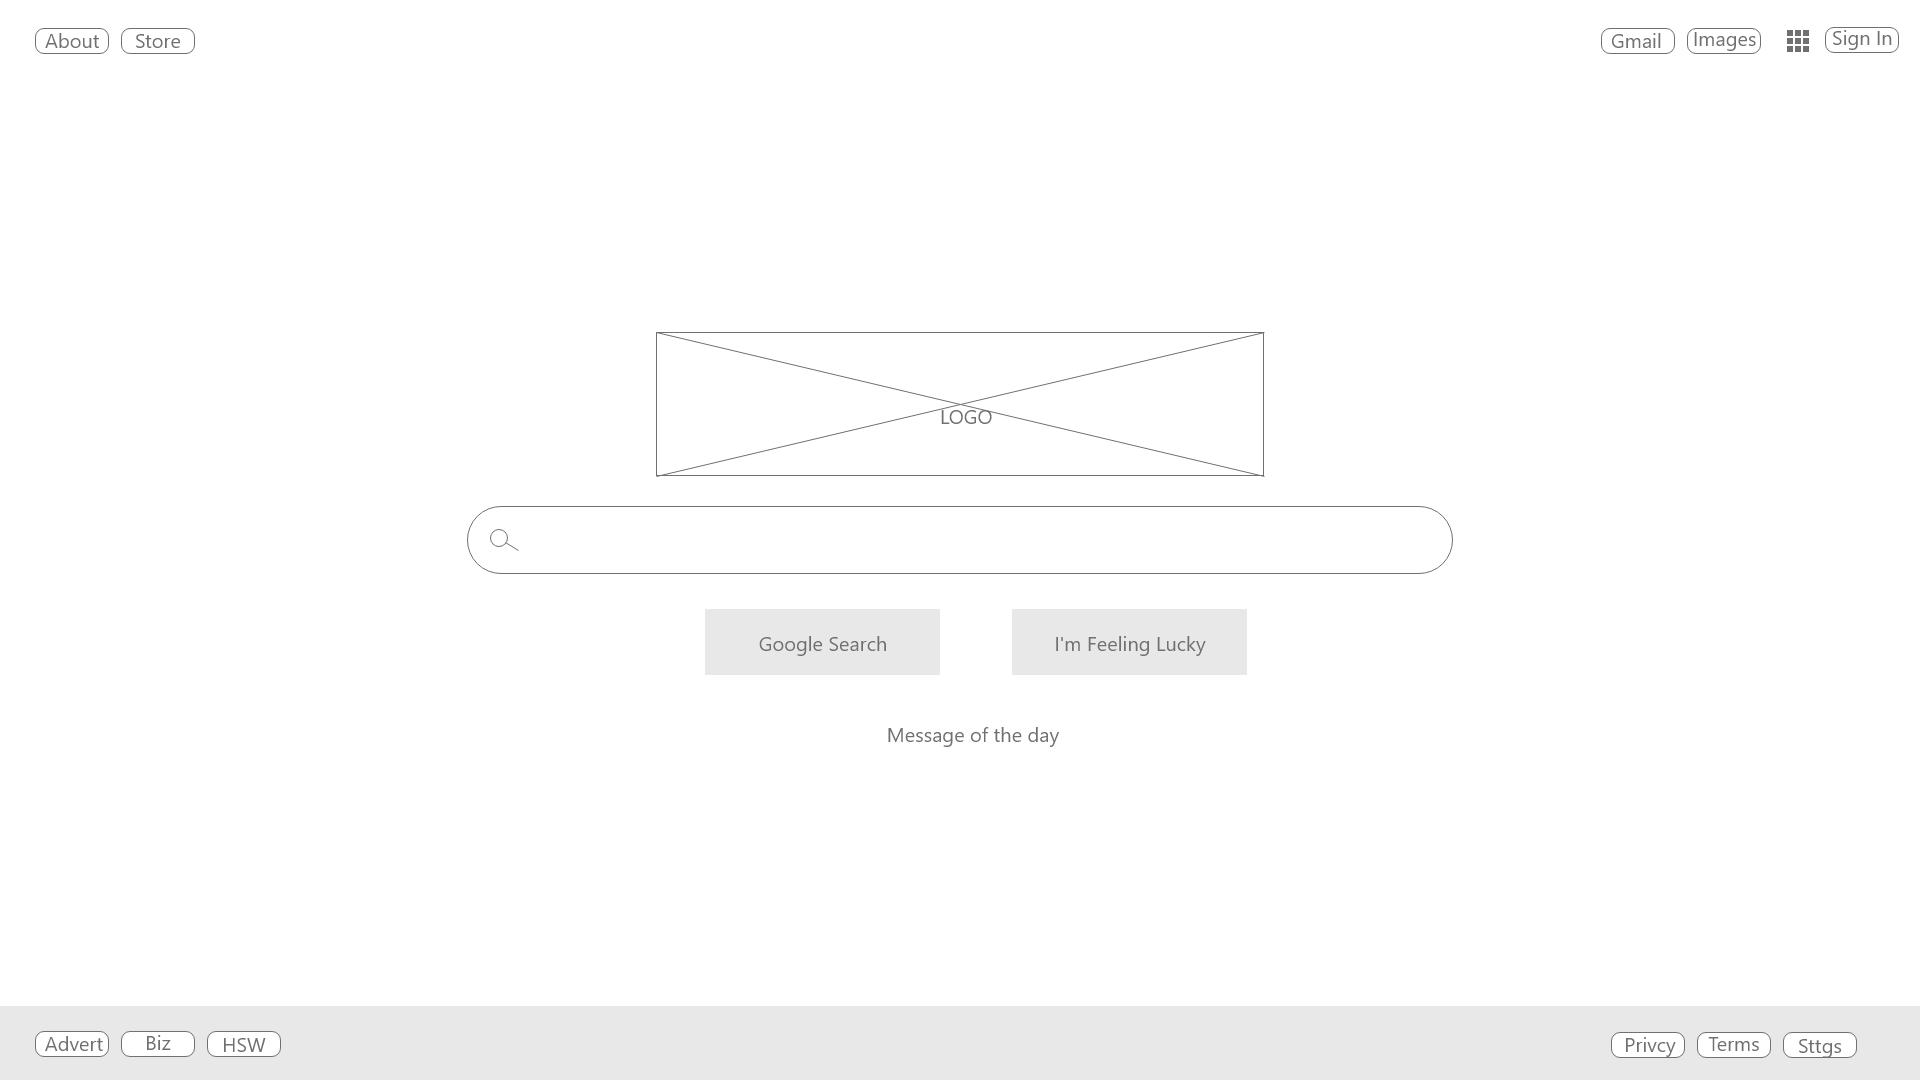 About Store Gmail Images Sign In
LOGO
Google Search I'm Feeling Lucky
Message of the day
Advert Biz HSW Privcy Terms Sttgs